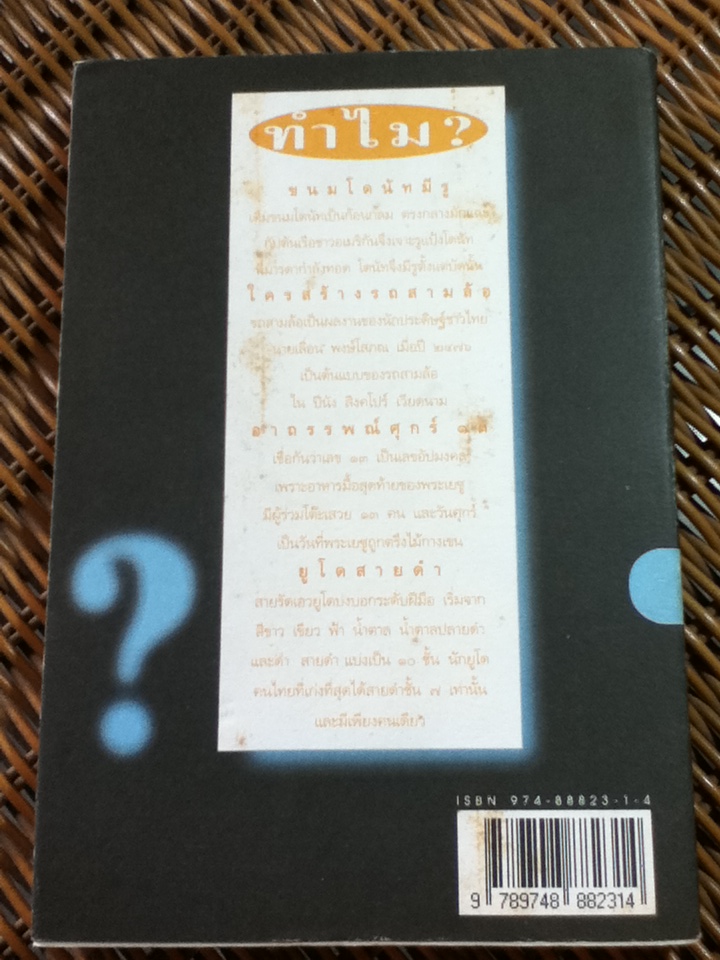 ทำไม?
ขนมโดนัทมีรู
เดิมขนมโดนัทเป็นก้อนกลม ตรงกลางมักแฉะ
กัปตันเรือชาวอเมริกันจึงเจาะรูแป้งโดนัท
ที่มารดากำลังทอด โดนัทจึงมีรูตั้งแต่บัดนั้น
ใครสร้างรถสามล้อ
รถสามล้อเป็นผลงานของนักประดิษฐ์ชาวไทย
นายเลื่อน พงษ์โสภณ เมื่อปี ๒๔๗๖
เป็นต้นแบบของรถสามล้อ
ใน ปีนัง สิงคโปร์ เวียดนาม
อาถรรพณ์ศุกร์ ๑๓
เชื่อกันว่าเลข ๑๓ เป็นเลขอัปมงคล
เพราะอาหารมื้อสุดท้ายของพระเยซู
มีผู้ร่วมโต๊ะเสวย ๑๓ คน และวันศุกร์
เป็นวันที่พระเยซูถูกตรึงไม้กางเขน
ยูโดสายดำ
สายรัดเอวยูโดบ่งบอกระดับฝีมือ เริ่มจาก
สีขาว เขียว ฟ้า น้ำตาล น้ำตาลปลายดำ
และดำ สายดำ แบ่งเป็น ๑๐ ชั้น นักยูโด
คนไทยที่เก่งที่สุดได้สายดำชั้น ๗ เท่านั้น
และมีเพียงคนเดียว
?
ISBN 974-88823-1-4
9 789748 882314